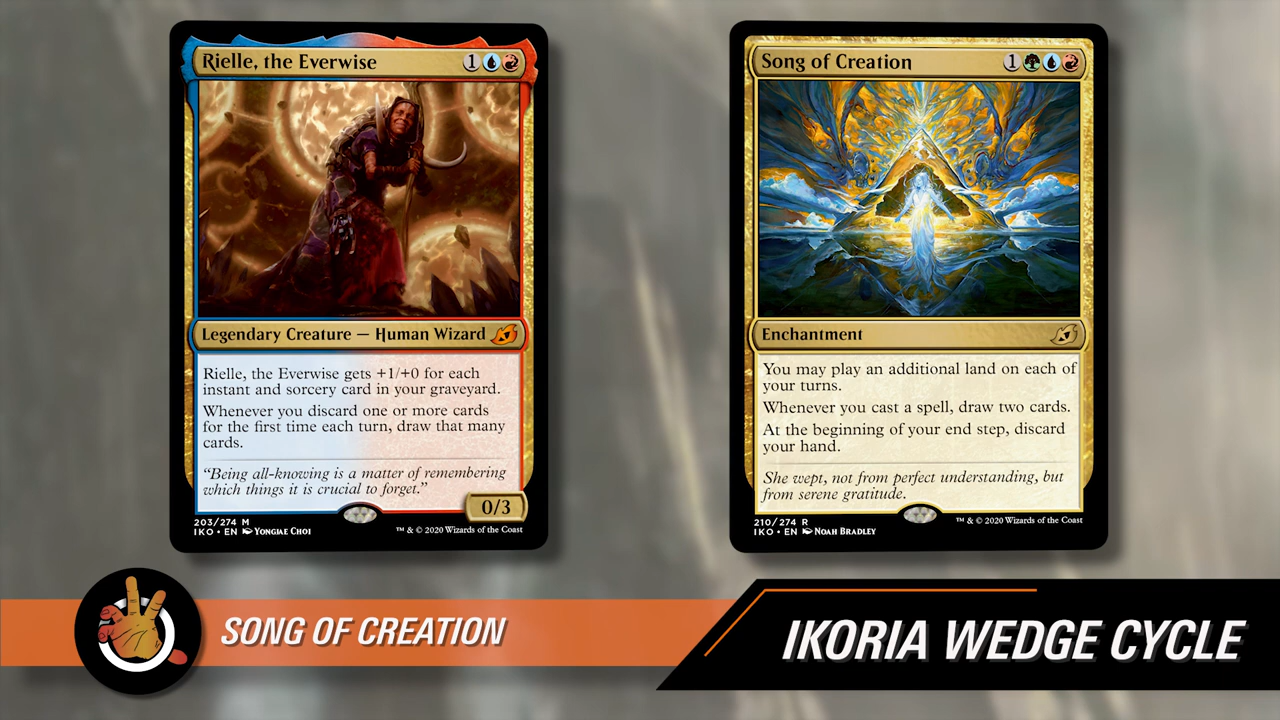 Rielle, the Everwise
1
Legendary Creature — Human Wizard
Rielle, the Everwise gets +1/+0 for each
instant and sorcery card in your graveyard.
Whenever you discard one or more cards
for the first time each turn, draw that many
cards.
“Being all-knowing is a matter of remembering
which things it is crucial to forget.”
0/3
203/274 M
IKO • EN Yongjae Choi
™ & © 2020 Wizards of the Coast
Song of Creation
1
Enchantment
You may play an additional land on each of
your turns.
Whenever you cast a spell, draw two cards.
At the beginning of your end step, discard
your hand.
She wept, not from perfect understanding, but
from serene gratitude.
210/274 R
IKO • EN Noah Bradley
™ & © 2020 Wizards of the Coast
SONG OF CREATION
IKORIA WEDGE CYCLE